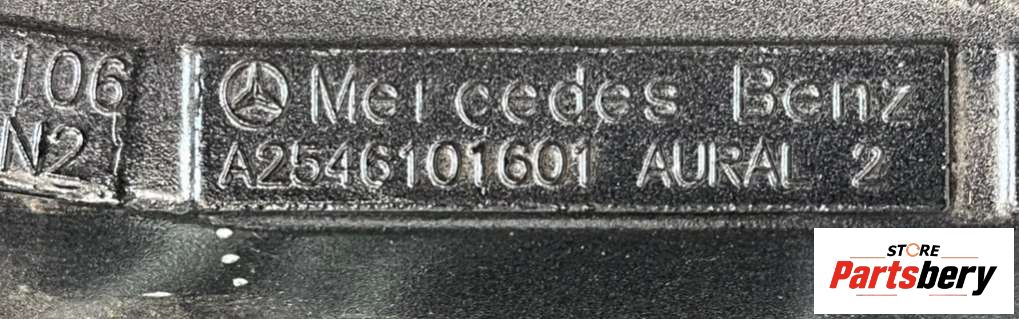 106
N2
Mercedes Benz
A2546101601 AURAL 2
STORE
Partsbery